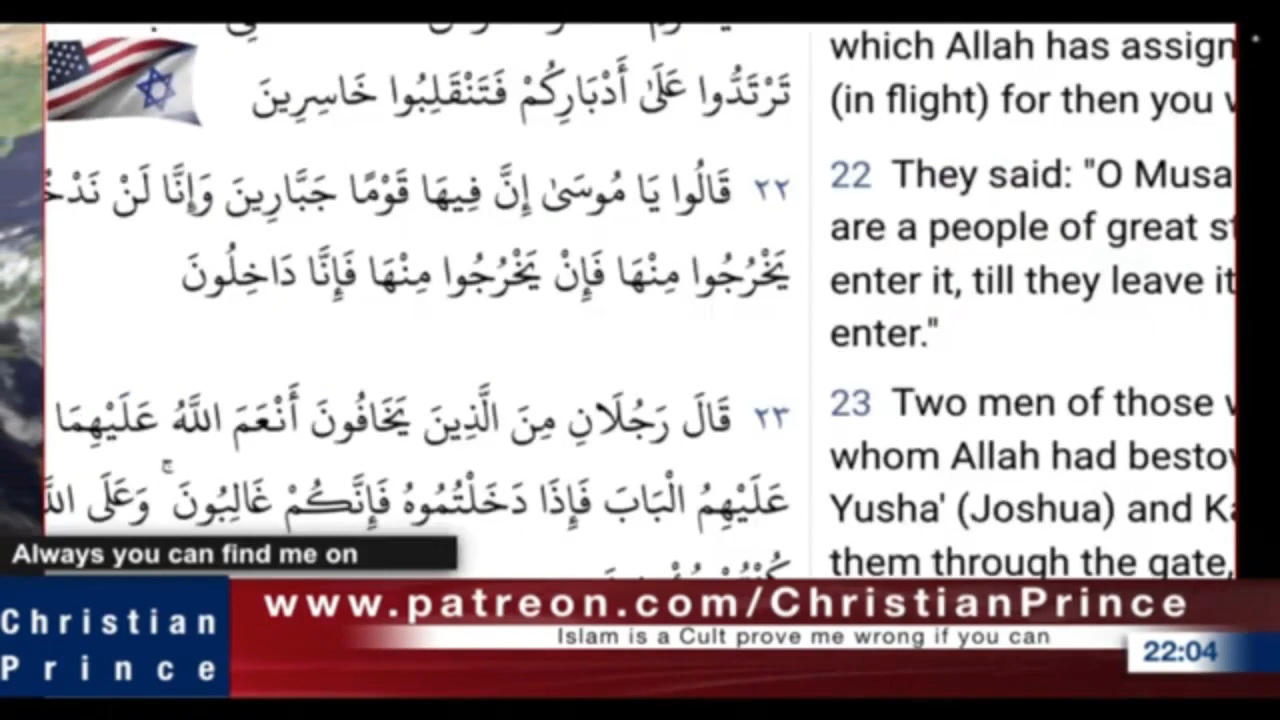 تَرْتَدُّوا عَلَىٰ أَدْبَارِكُمْ فَتَنْقَلِبُوا خَاسِرِينَ
٢٢ قَالُوا يَا مُوسَىٰ إِنَّ فِيهَا قَوْمًا جَبَّارِينَ وَإِنَّا لَنْ
يَخْرُجُوا مِنْهَا فَإِنْ يَخْرُجُوا مِنْهَا فَإِنَّا دَاخِلُونَ
٢٣ قَالَ رَجُلَانِ مِنَ الَّذِينَ يَخَافُونَ أَنْعَمَ اللَّهُ عَلَيْهِمَا
عَلَيْهِمُ الْبَابَ فَإِذَا دَخَلْتُمُوهُ فَإِنَّكُمْ غَالِبُونَ ۚ وَعَلَى
which Allah has assign
(in flight) for then you
22 They said: "O Musa
are a people of great
enter it, till they leave it
enter."
23 Two men of those
whom Allah had
Yusha' (Joshua) and
them through the gate,
Always you can find me on
www.patreon.com/ChristianPrince
Islam is a Cult prove me wrong if you can
Christian
Prince
22:04